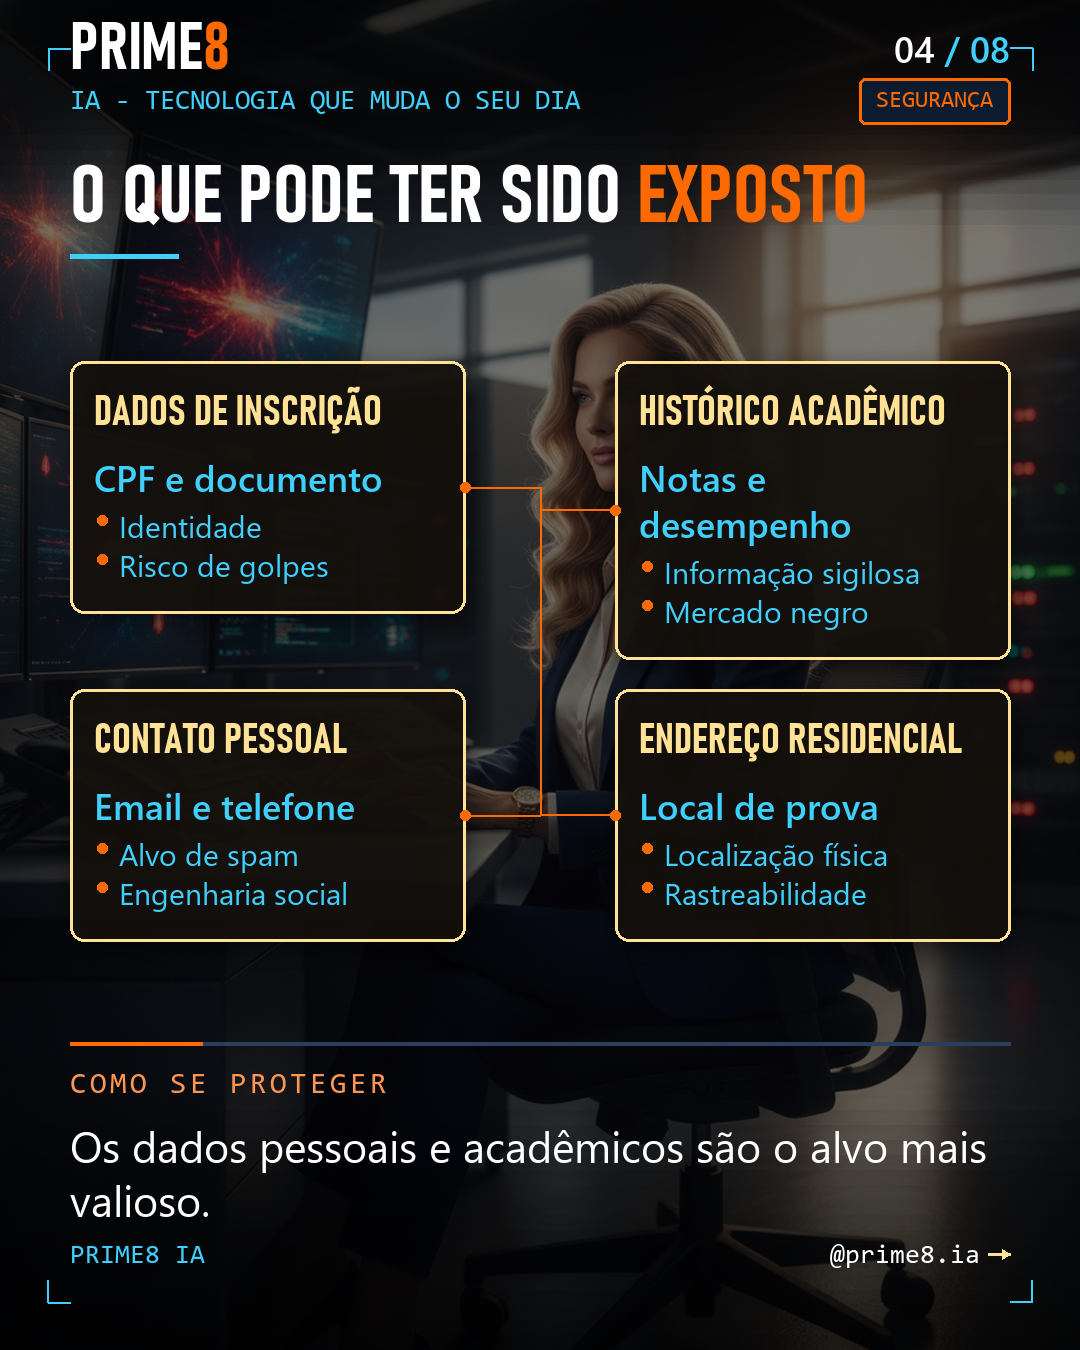 PRIME8
04 / 08
IA - TECNOLOGIA QUE MUDA O SEU DIA
SEGURANÇA
O QUE PODE TER SIDO EXPOSTO
DADOS DE INSCRIÇÃO
CPF e documento
Identidade
Risco de golpes
HISTÓRICO ACADÊMICO
Notas e
desempenho
Informação sigilosa
Mercado negro
CONTATO PESSOAL
Email e telefone
Alvo de spam
Engenharia social
ENDEREÇO RESIDENCIAL
Local de prova
Localização física
Rastreabilidade
COMO SE PROTEGER
Os dados pessoais e acadêmicos são o alvo mais
valioso.
PRIME8 IA
@prime8.ia